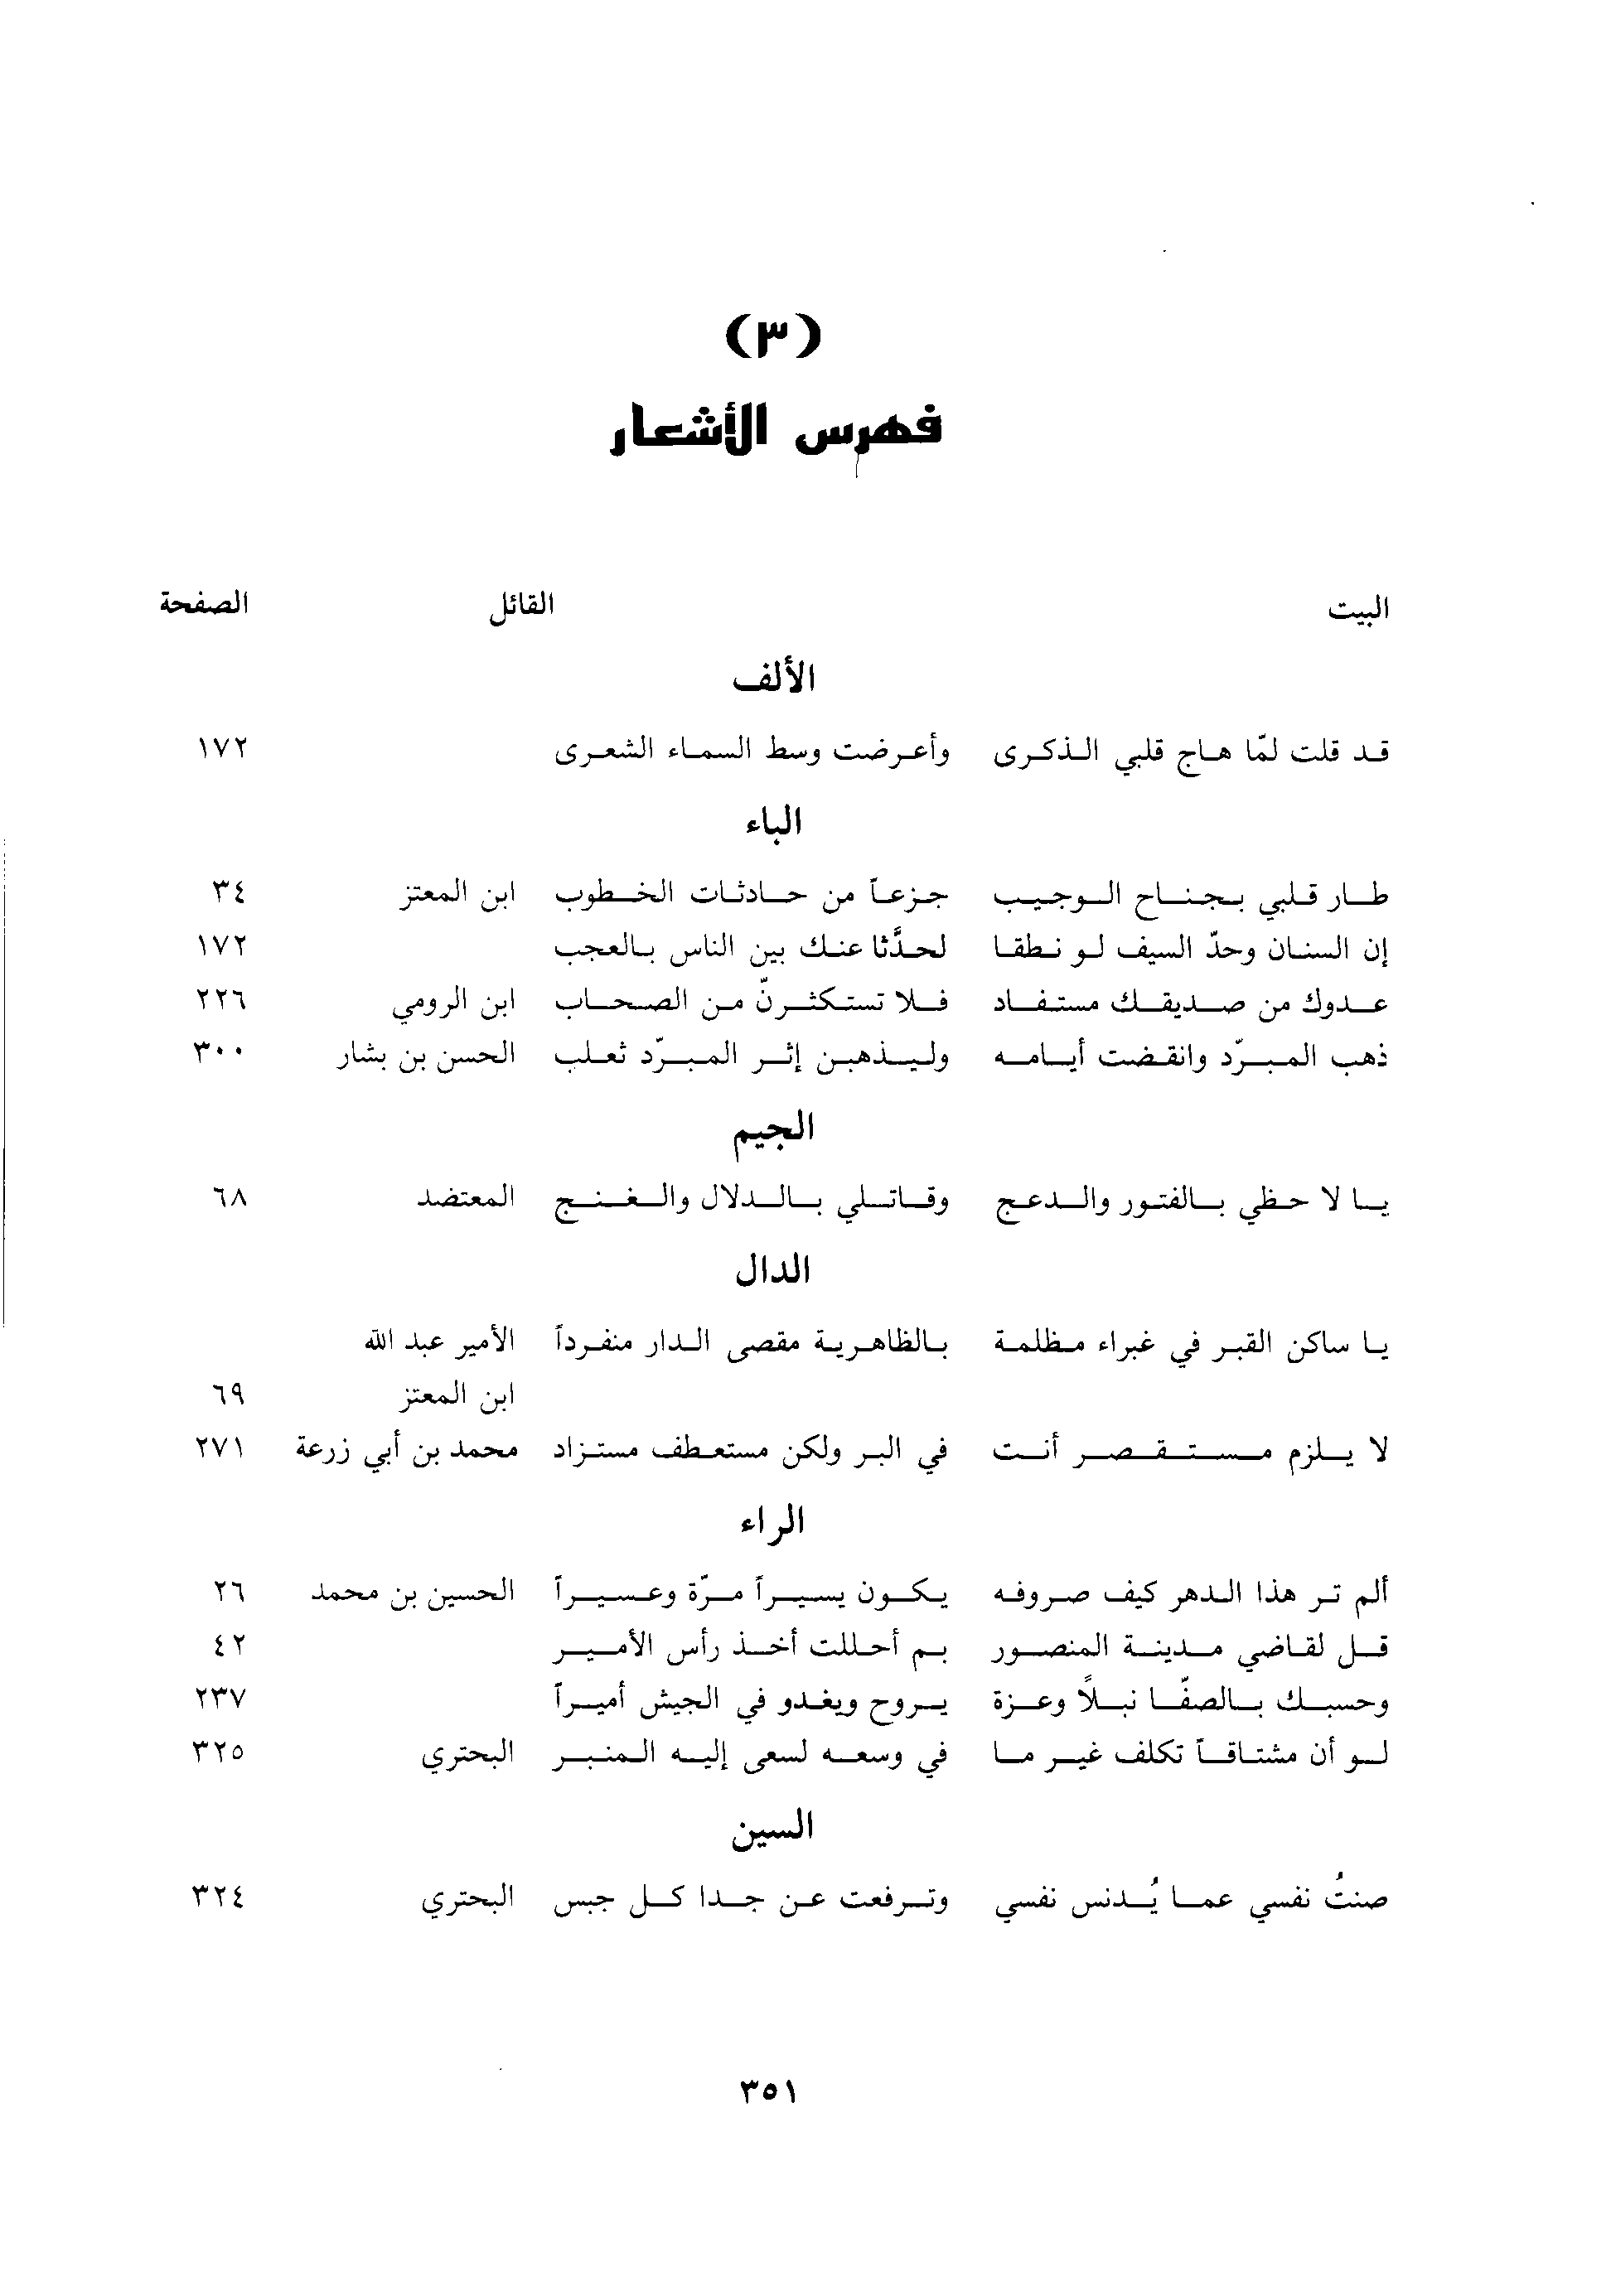 (٣)
فهرس الأشعار
البيت القائل الصفحة
الألف
قد قلت لمّا هاج قلبي الذكرى وأعرضت وسط السماء الشعرى ١٧٢
الباء
طار قلبي بجناح الوجيب جزعاً من حادثات الخطوب ابن المعتز ٣٤
إن السنان وحدّ السيف لو نطقا لحدَّثا عنك بين الناس بالعجب ١٧٢
عدوك من صديقك مستفاد فلا تستكثرنّ من الصحاب ابن الرومي ٢٢٦
ذهب المبرّد وانقضت أيامه وليذهبن إثر المبرّد ثعلب الحسن بن بشار ٣٠٠
الجيم
يا لا حظي بالفتور والدعج وقاتلي بالدلال والغنج المعتضد ٦٨
الدال
يا ساكن القبر في غبراء مظلمة بالظاهرية مقصى الدار منفرداً الأمير عبد الله
ابن المعتز ٦٩
لا يلزم مستقصر أنت في البر ولكن مستعطف مستزاد محمد بن أبي زرعة ٢٧١
الراء
ألم تر هذا الدهر كيف صروفه يكون يسيراً مرّة وعسيراً الحسين بن محمد ٢٦
قل لقاضي مدينة المنصور بم أحللت أخذ رأس الأمير ٤٢
وحسبك بالصفّا نبلاً وعزة يروح ويغدو في الجيش أميراً ٢٣٧
لو أن مشتاقاً تكلف غير ما في وسعه لسعى إليه المنبر البحتري ٣٢٥
السين
صنتُ نفسي عما يُدنس نفسي وترفعت عن جدا كل جبس البحتري ٣٢٤
٣٥١